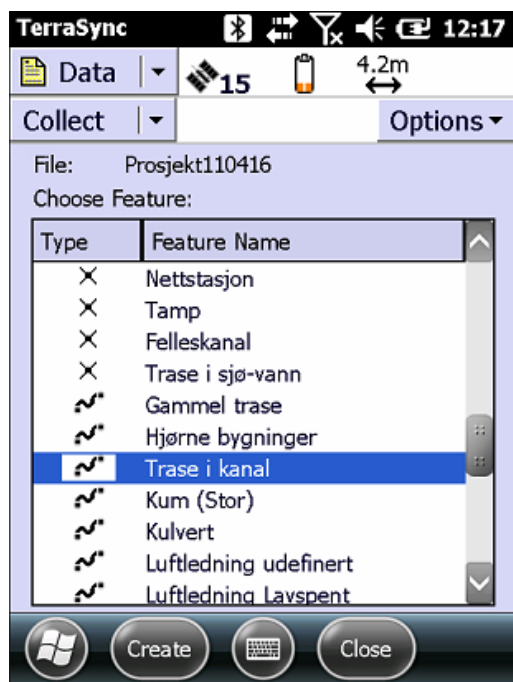 TerraSync 12:17
Data 15 4.2m
Collect Options
File: Prosjekt110416
Choose Feature:
Type Feature Name
Nettstasjon
Tamp
Felleskanal
Trase i sjø-vann
Gammel trase
Hjørne bygninger
Trase i kanal
Kum (Stor)
Kulvert
Luftledning udefinert
Luftledning Lavspent
Create Close